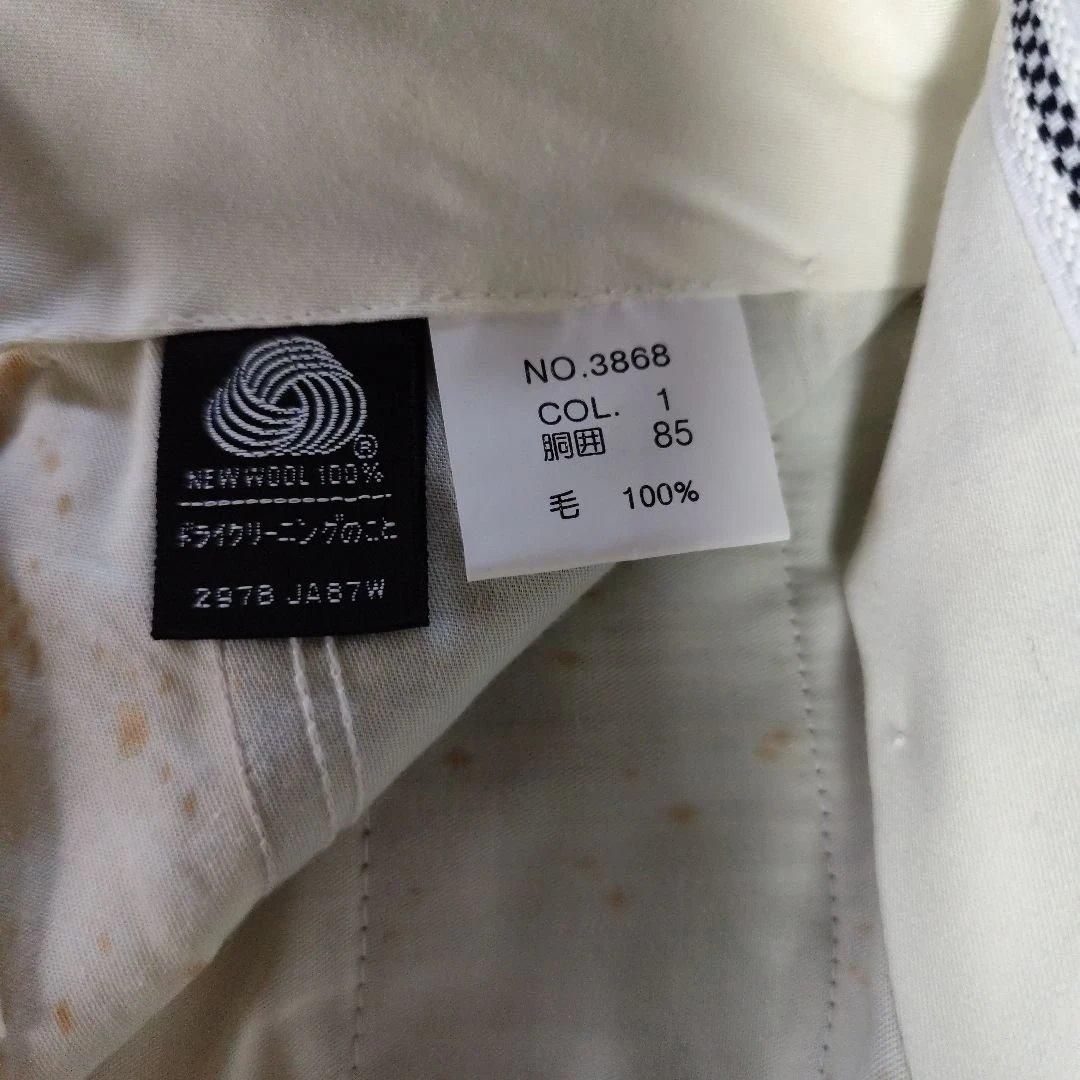 ®
NEW WOOL 100%
ドライクリーニングのこと
2978 JA87W
NO.3868
COL. 1
胴囲 85
毛 100%